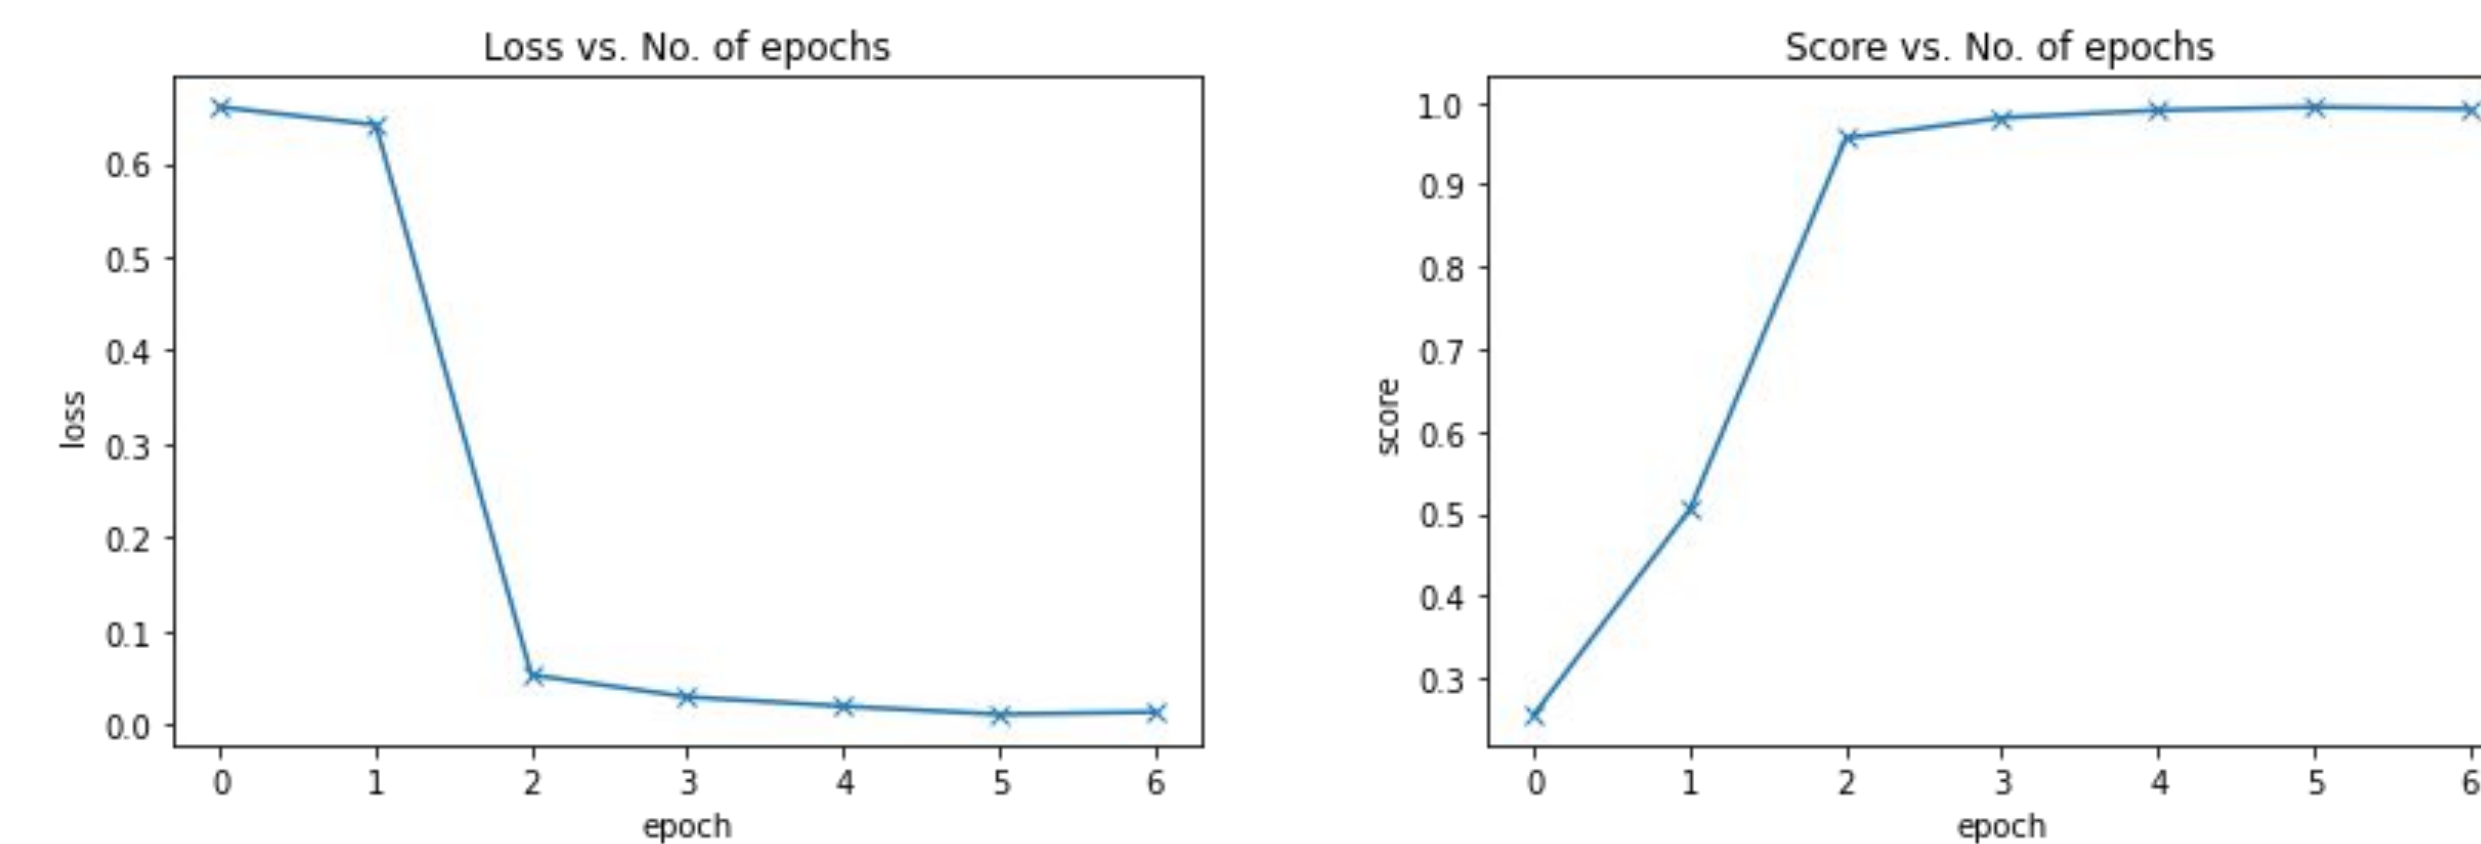 Loss vs. No. of epochs
0.6
0.5
0.4
0.3
0.2
0.1
0.0
loss
0 1 2 3 4 5 6
epoch
Score vs. No. of epochs
1.0
0.9
0.8
0.7
0.6
0.5
0.4
0.3
score
0 1 2 3 4 5 6
epoch